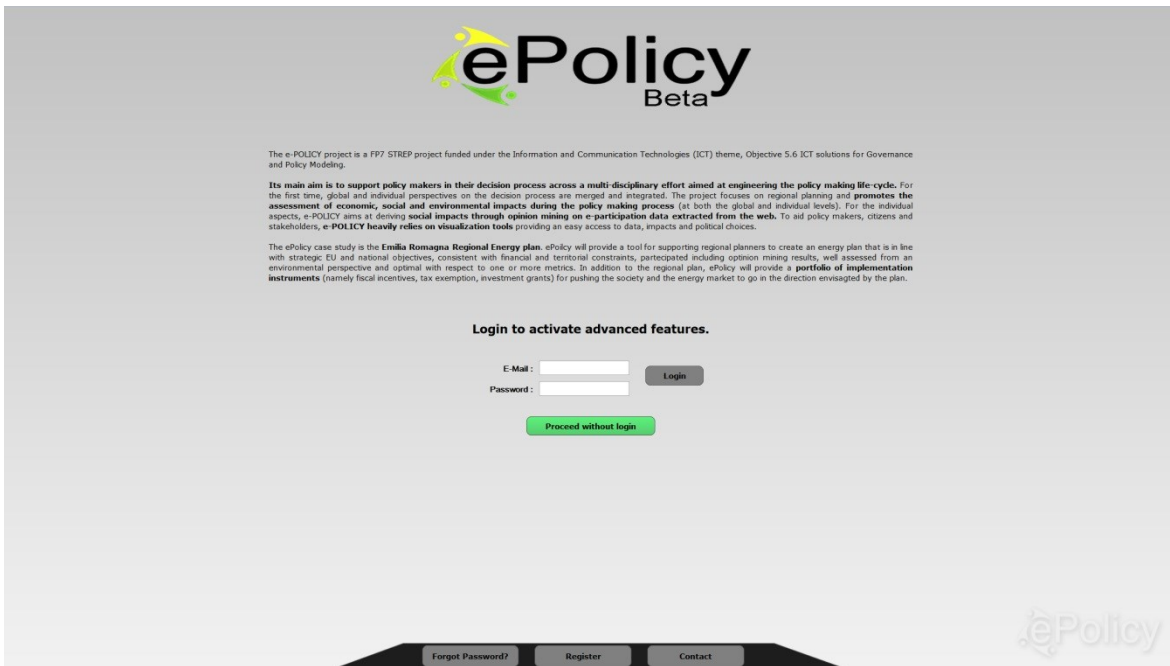 ePolicy
Beta
The e-POLICY project is a FP7 STREP project funded under the Information and Communication Technologies (ICT) theme, Objective 5.6 ICT solutions for Governance
and Policy Modeling.
Its main aim is to support policy makers in their decision process across a multi-disciplinary effort aimed at engineering the policy making life-cycle. For
the first time, global and individual perspectives on the decision process are merged and integrated. The project focuses on regional planning and promotes the
assessment of economic, social and environmental impacts during the policy making process (at both the global and individual levels). For the individual
aspects, e-POLICY aims at deriving social impacts through opinion mining on e-participation data extracted from the web. To aid policy makers, citizens and
stakeholders, e-POLICY heavily relies on visualization tools providing an easy access to data, impacts and political choices.
The ePolicy case study is the Emilia Romagna Regional Energy plan. ePoilcy will provide a tool for supporting regional planners to create an energy plan that is in line
with strategic EU and national objectives, consistent with financial and territorial constraints, partecipated including opinion mining results, well assessed from an
environmental perspective and optimal with respect to one or more metrics. In addition to the regional plan, ePolicy will provide a portfolio of implementation
instruments (namely fiscal incentives, tax exemption, investment grants) for pushing the society and the energy market to go in the direction envisagted by the plan.
Login to activate advanced features.
E-Mail :
Login
Password :
Proceed without login
ePolicy
Forgot Password?
Register
Contact